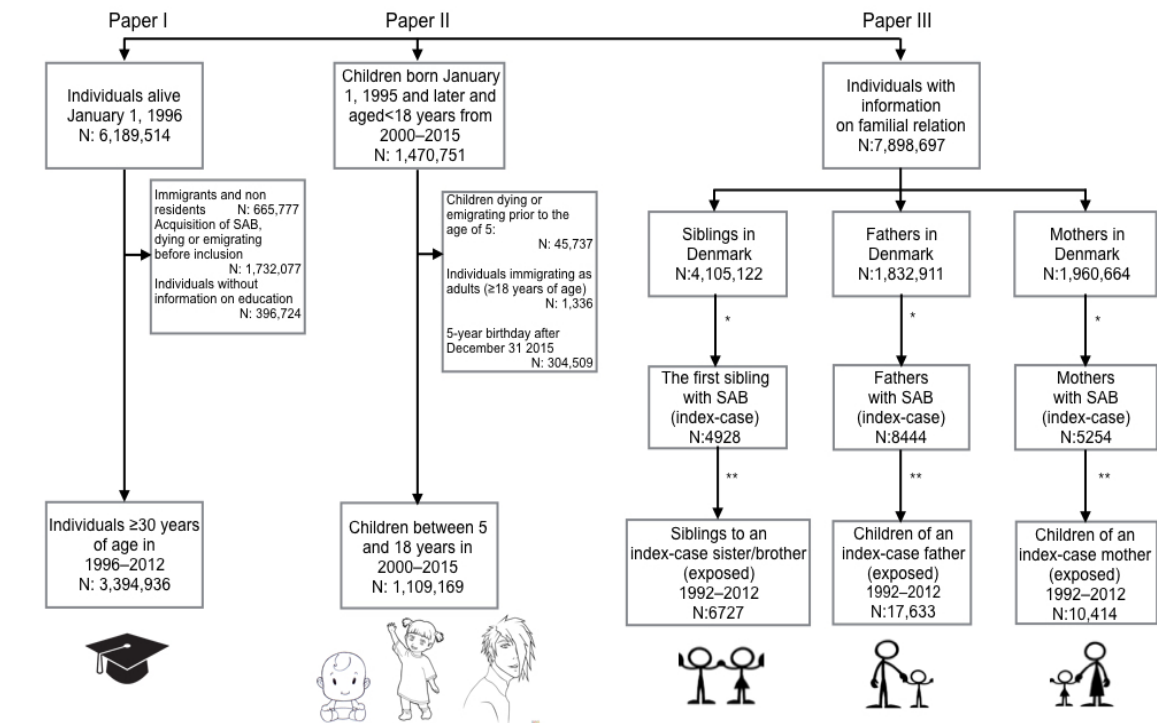 Paper I
Paper II
Paper III
Individuals alive
January 1, 1996
N: 6,189,514
Children born January
1, 1995 and later and
aged<18 years from
2000–2015
N: 1,470,751
Individuals with
information
on familial relation
N:7,898,697
Immigrants and non
residents N: 665,777
Acquisition of SAB,
dying or emigrating
before inclusion
N: 1,732,077
Individuals without
information on education
N: 396,724
Children dying or
emigrating prior to the
age of 5:
N: 45,737
Individuals immigrating as
adults (≥18 years of age)
N: 1,336
5-year birthday after
December 31 2015
N: 304,509
Siblings in
Denmark
N:4,105,122
Fathers in
Denmark
N:1,832,911
Mothers in
Denmark
N:1,960,664
*
*
*
The first sibling
with SAB
(index-case)
N:4928
Fathers
with SAB
(index-case)
N:8444
Mothers
with SAB
(index-case)
N:5254
**
**
**
Individuals ≥30 years
of age in
1996–2012
N: 3,394,936
Children between 5
and 18 years in
2000–2015
N: 1,109,169
Siblings to an
index-case sister/brother
(exposed)
1992–2012
N:6727
Children of an
index-case father
(exposed)
1992–2012
N:17,633
Children of an
index-case mother
(exposed)
1992–2012
N:10,414